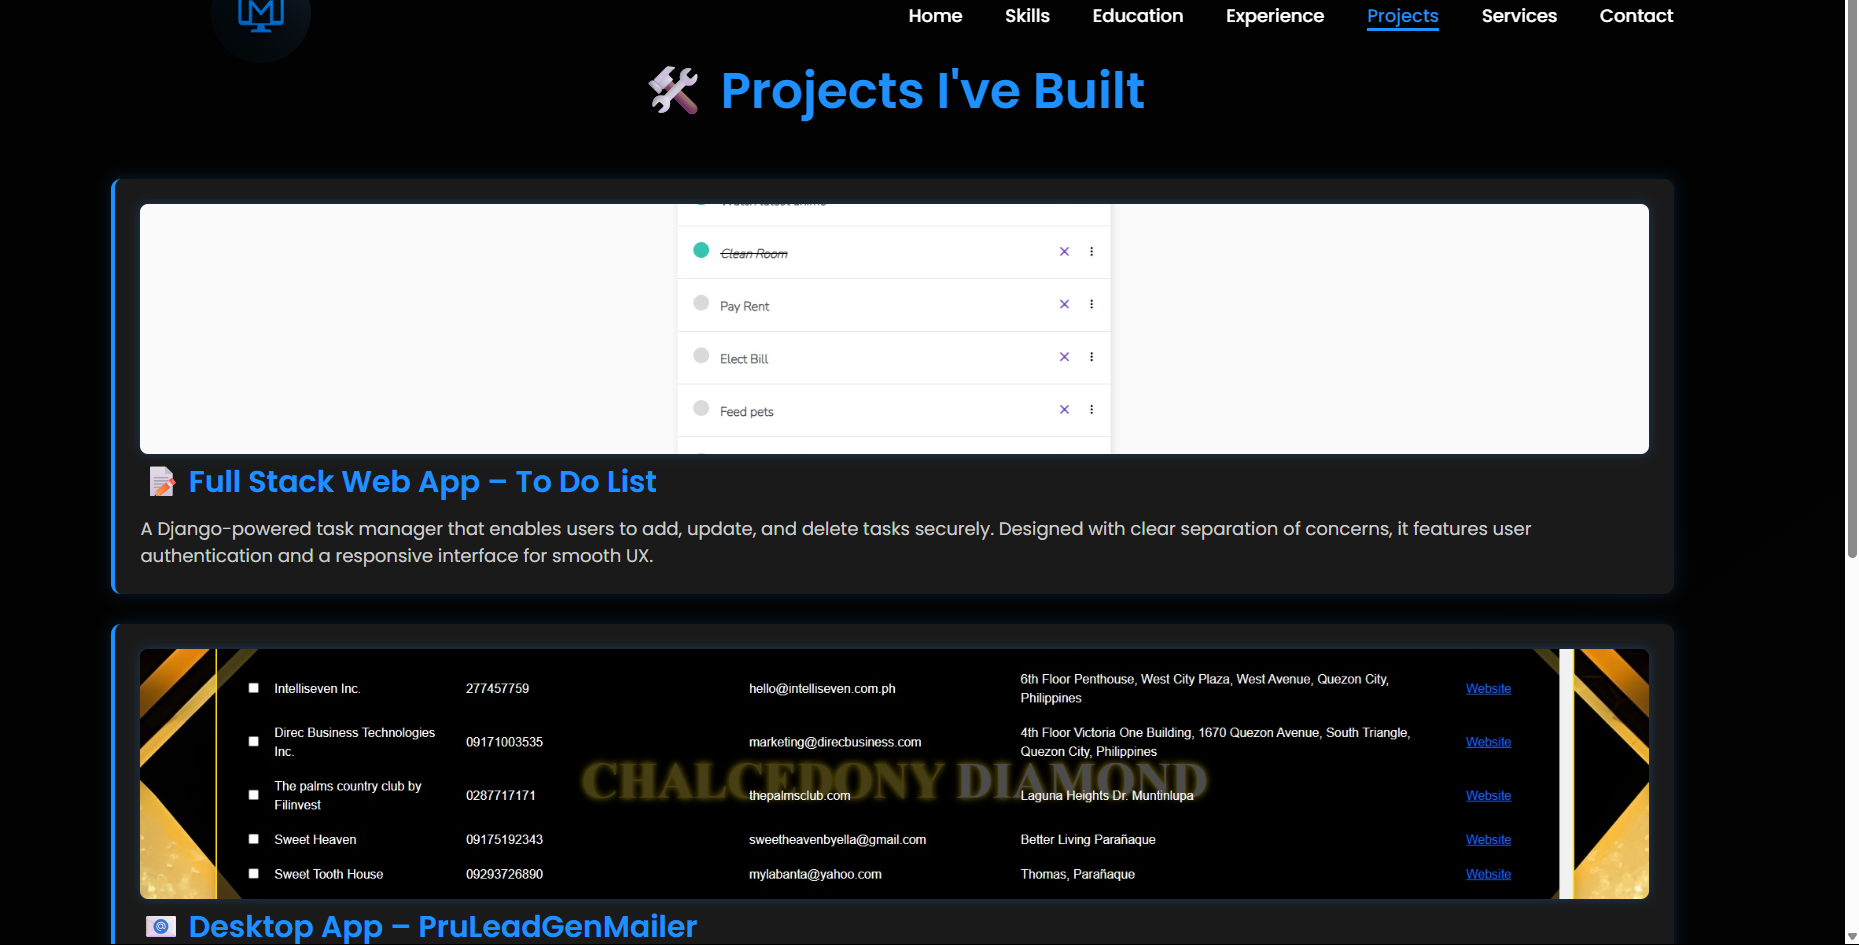 Home Skills Education Experience Projects Services Contact
Projects I've Built
Watch latest anime
Clean Room
Pay Rent
Elect Bill
Feed pets
Full Stack Web App – To Do List
A Django-powered task manager that enables users to add, update, and delete tasks securely. Designed with clear separation of concerns, it features user
authentication and a responsive interface for smooth UX.
Intelliseven Inc. 277457759 hello@intelliseven.com.ph 6th Floor Penthouse, West City Plaza, West Avenue, Quezon City,
Philippines Website
Direc Business Technologies
Inc. 09171003535 marketing@direcbusiness.com 4th Floor Victoria One Building, 1670 Quezon Avenue, South Triangle,
Quezon City, Philippines Website
CHALCEDONY DIAMOND
The palms country club by
Filinvest 0287717171 thepalmsclub.com Laguna Heights Dr. Muntinlupa Website
Sweet Heaven 09175192343 sweetheavenbyella@gmail.com Better Living Parañaque Website
Sweet Tooth House 09293726890 mylabanta@yahoo.com Thomas, Parañaque Website
Desktop App – PruLeadGenMailer